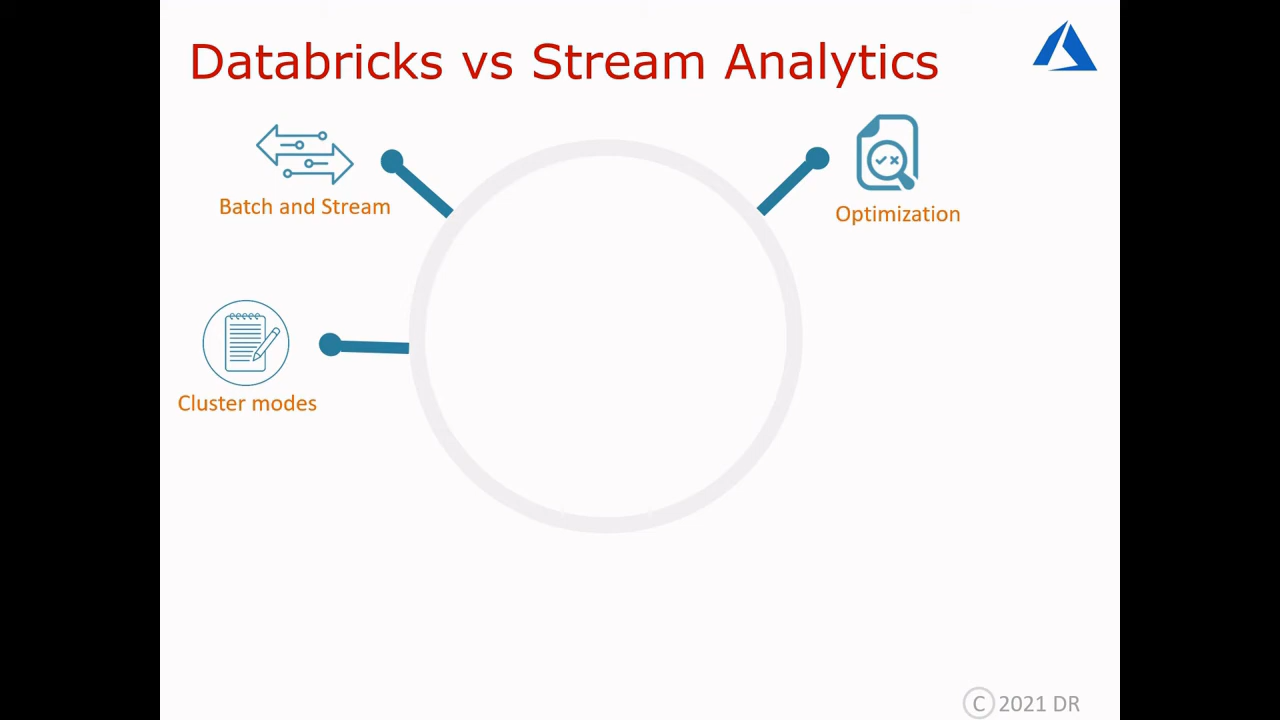 Databricks vs Stream Analytics
Batch and Stream
Optimization
Cluster modes
C 2021 DR